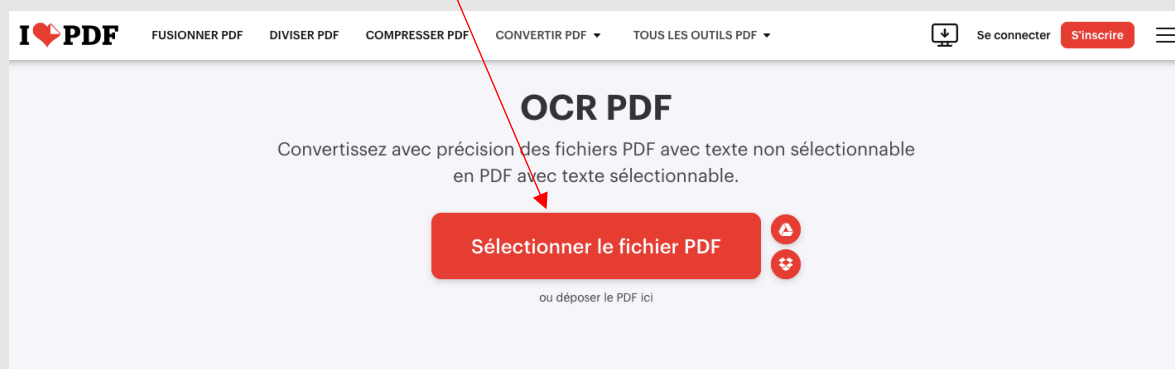 I PDF
FUSIONNER PDF
DIVISER PDF
COMPRESSER PDF
CONVERTIR PDF
TOUS LES OUTILS PDF
Se connecter
S'inscrire
OCR PDF
Convertissez avec précision des fichiers PDF avec texte non sélectionnable
en PDF avec texte sélectionnable.
Sélectionner le fichier PDF
ou déposer le PDF ici